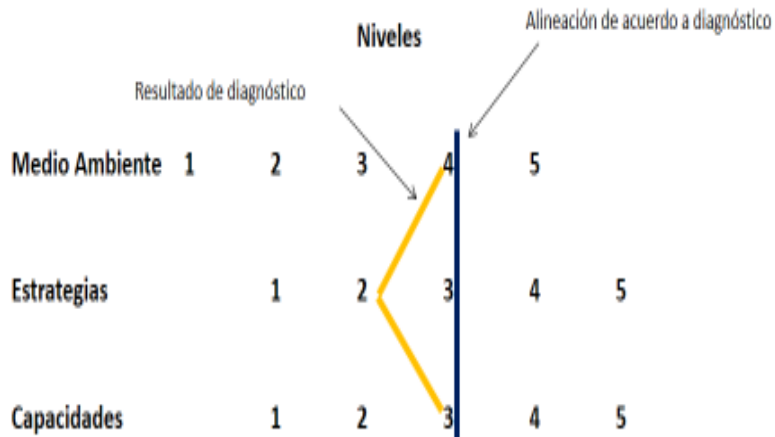 Alineación de acuerdo a diagnóstico
Niveles
Resultado de diagnóstico
Medio Ambiente 1 2 3 4 5
Estrategias 1 2 3 4 5
Capacidades 1 2 3 4 5